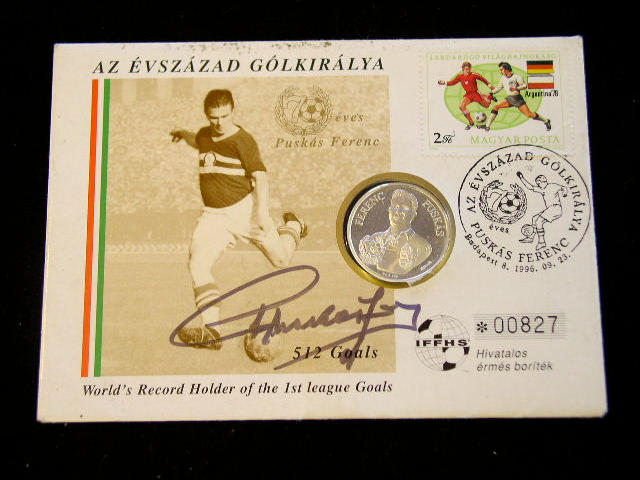 AZ ÉVSZÁZAD GÓLKIRÁLYA
70
éves
Puskás Ferenc
LABDARÚGÓ VILÁGBAJNOKSÁG
Argentina '78
2 Ft
MAGYAR POSTA
FERENC PUSKÁS
AZ ÉVSZÁZAD GÓLKIRÁLYA
70
éves
PUSKÁS FERENC
Budapest 8. 1996. 09. 23.
512 Goals
IFFHS
*00827
Hivatalos
érmés boríték
World's Record Holder of the 1st league Goals